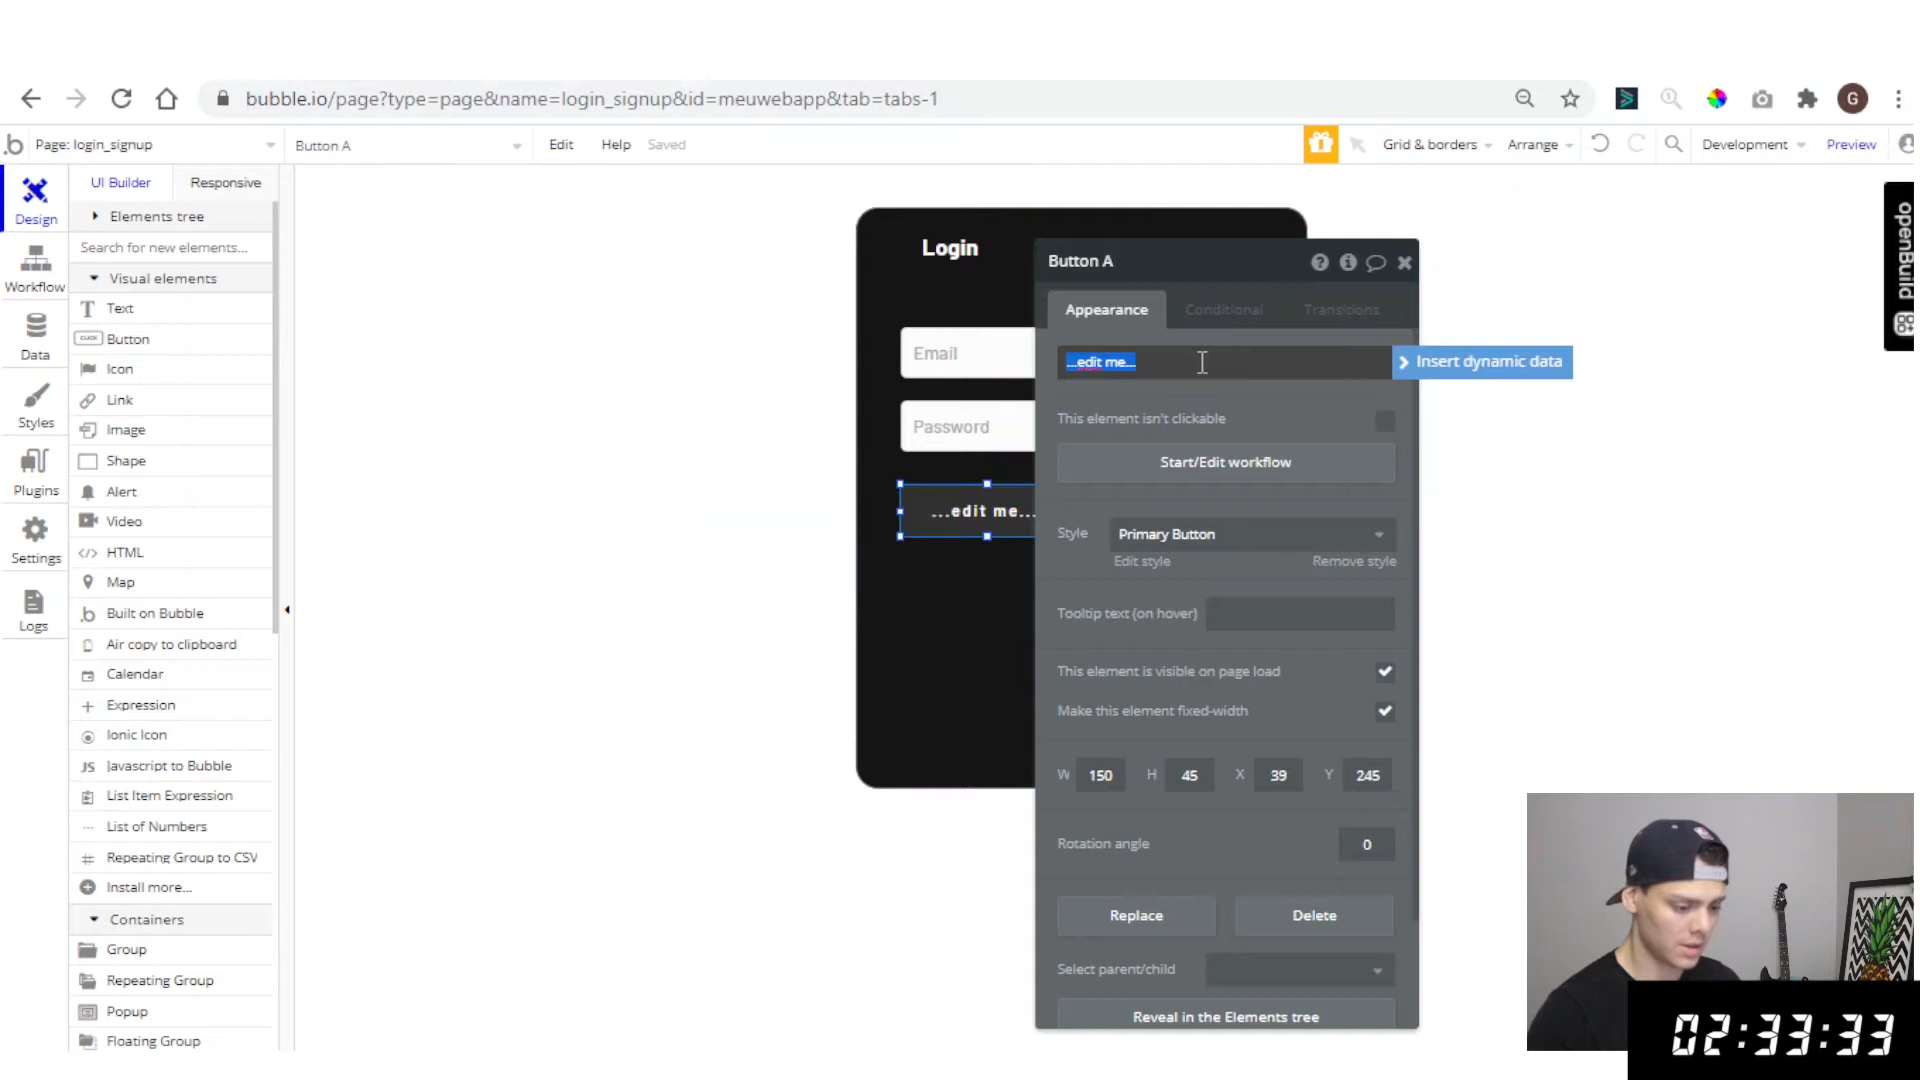 bubble.io/page?type=page&name=login_signup&id=meuwebapp&tab=tabs-1
G
Page: login_signup
Button A
Edit
Help
Saved
Grid & borders
Arrange
Development
Preview
Design
Workflow
Data
Styles
Plugins
Settings
Logs
UI Builder
Responsive
Elements tree
Search for new elements...
Visual elements
Text
CLICK Button
Icon
Link
Image
Shape
Alert
Video
HTML
Map
Built on Bubble
Air copy to clipboard
Calendar
Expression
Ionic Icon
JS Javascript to Bubble
List Item Expression
List of Numbers
Repeating Group to CSV
Install more...
Containers
Group
Repeating Group
Popup
Floating Group
Login
Email
Password
...edit me...
Button A
Appearance
Conditional
Transitions
...edit me...
Insert dynamic data
This element isn't clickable
Start/Edit workflow
Style
Primary Button
Edit style
Remove style
Tooltip text (on hover)
This element is visible on page load
Make this element fixed-width
W 150 H 45 X 39 Y 245
Rotation angle
0
Replace
Delete
Select parent/child
Reveal in the Elements tree
openBuild
02:33:33